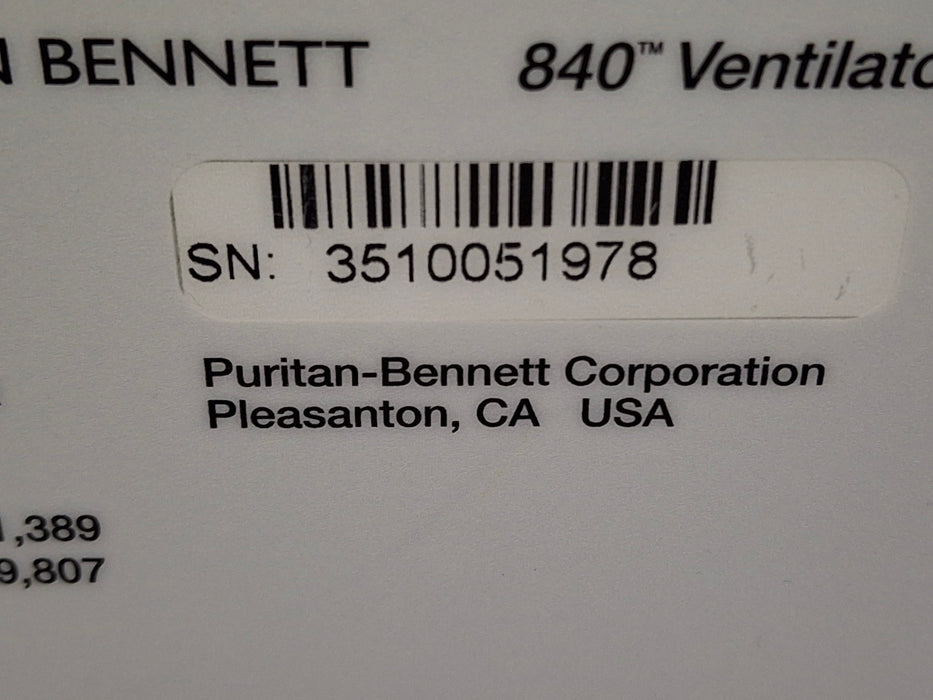 BENNETT 840™ Ventilato
SN: 3510051978
Puritan-Bennett Corporation
Pleasanton, CA USA
,389
9,807